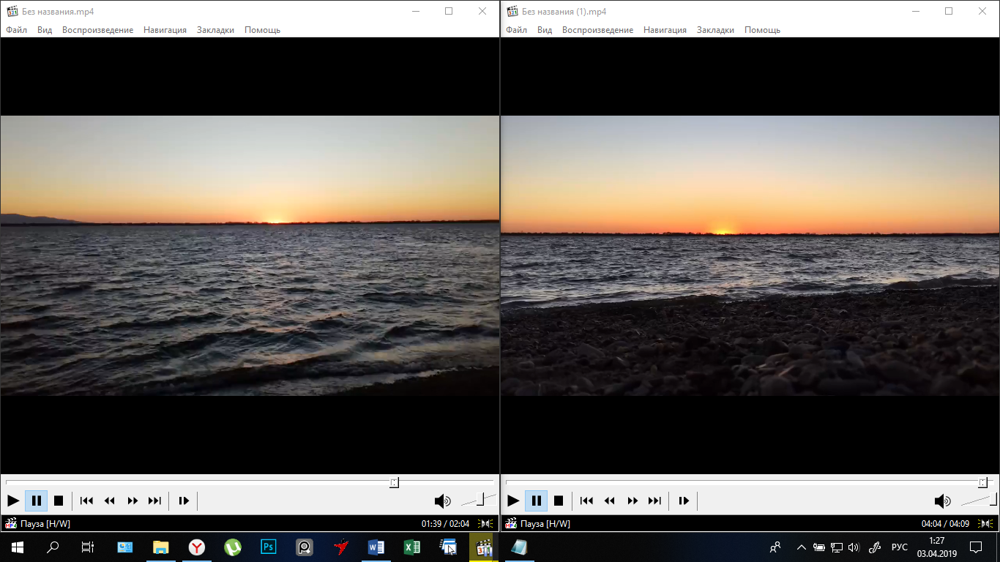 Без названия.mp4
Файл Вид Воспроизведение Навигация Закладки Помощь
Пауза [H/W]
01:39 / 02:04
Без названия (1).mp4
Файл Вид Воспроизведение Навигация Закладки Помощь
Пауза [H/W]
04:04 / 04:09
Ps
РУС
1:27
03.04.2019